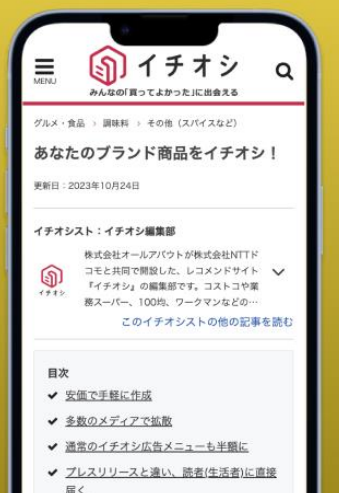 MENU
イチオシ
みんなの「買ってよかった」に出会える
グルメ・食品 › 調味料 › その他(スパイスなど)
あなたのブランド商品をイチオシ!
更新日:2023年10月24日
イチオシスト:イチオシ編集部
株式会社オールアバウトが株式会社NTTド
コモと共同で開設した、レコメンドサイト
『イチオシ』の編集部です。コストコや業
務スーパー、100均、ワークマンなどの…
イチオシ
このイチオシストの他の記事を読む
目次
✔ 安価で手軽に作成
✔ 多数のメディアで拡散
✔ 通常のイチオシ広告メニューも半額に
✔ プレスリリースと違い、読者(生活者)に直接
届く